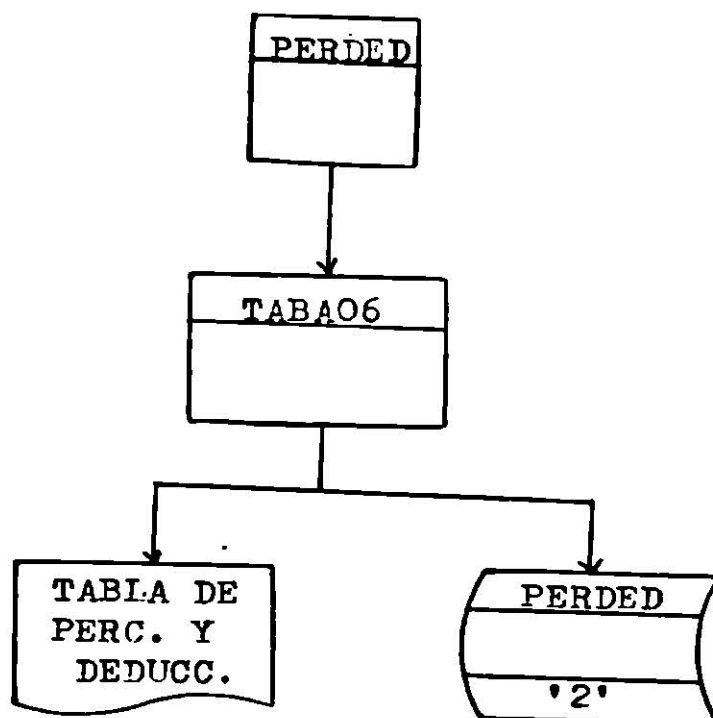 PERDED
TABA06
TABLA DE
PERC. Y
DEDUCC.
PERDED
'2'